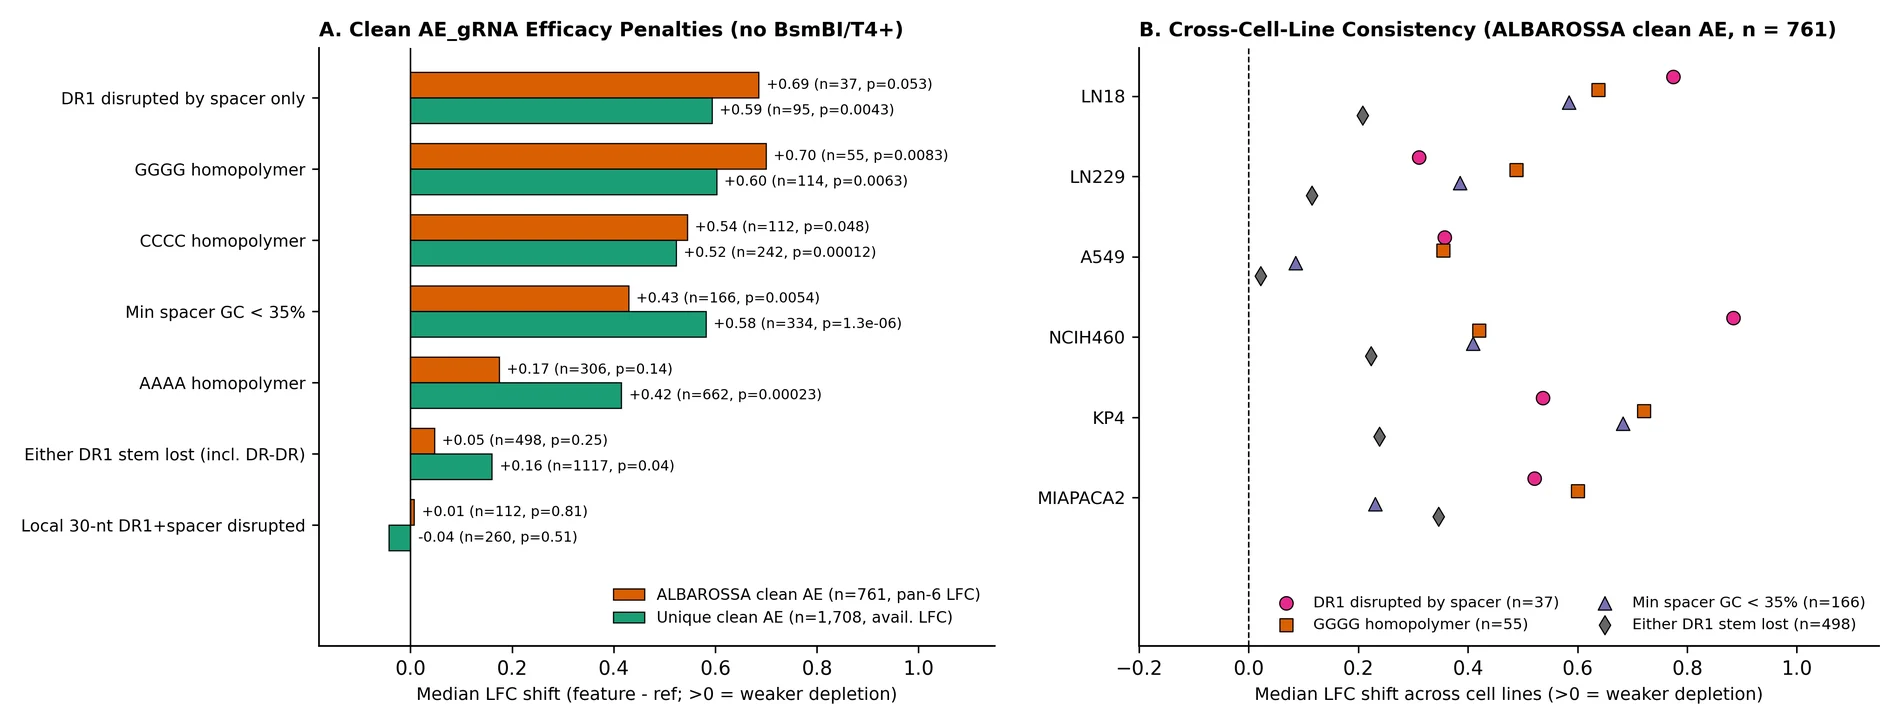 A. Clean AE_gRNA Efficacy Penalties (no BsmBI/T4+)
DR1 disrupted by spacer only
+0.69 (n=37, p=0.053)
+0.59 (n=95, p=0.0043)
GGGG homopolymer
+0.70 (n=55, p=0.0083)
+0.60 (n=114, p=0.0063)
CCCC homopolymer
+0.54 (n=112, p=0.048)
+0.52 (n=242, p=0.00012)
Min spacer GC < 35%
+0.43 (n=166, p=0.0054)
+0.58 (n=334, p=1.3e-06)
AAAA homopolymer
+0.17 (n=306, p=0.14)
+0.42 (n=662, p=0.00023)
Either DR1 stem lost (incl. DR-DR)
+0.05 (n=498, p=0.25)
+0.16 (n=1117, p=0.04)
Local 30-nt DR1+spacer disrupted
+0.01 (n=112, p=0.81)
-0.04 (n=260, p=0.51)
ALBAROSSA clean AE (n=761, pan-6 LFC)
Unique clean AE (n=1,708, avail. LFC)
0.0 0.2 0.4 0.6 0.8 1.0
Median LFC shift (feature - ref; >0 = weaker depletion)
B. Cross-Cell-Line Consistency (ALBAROSSA clean AE, n = 761)
LN18
LN229
A549
NCIH460
KP4
MIAPACA2
DR1 disrupted by spacer (n=37)
GGGG homopolymer (n=55)
Min spacer GC < 35% (n=166)
Either DR1 stem lost (n=498)
−0.2 0.0 0.2 0.4 0.6 0.8 1.0
Median LFC shift across cell lines (>0 = weaker depletion)